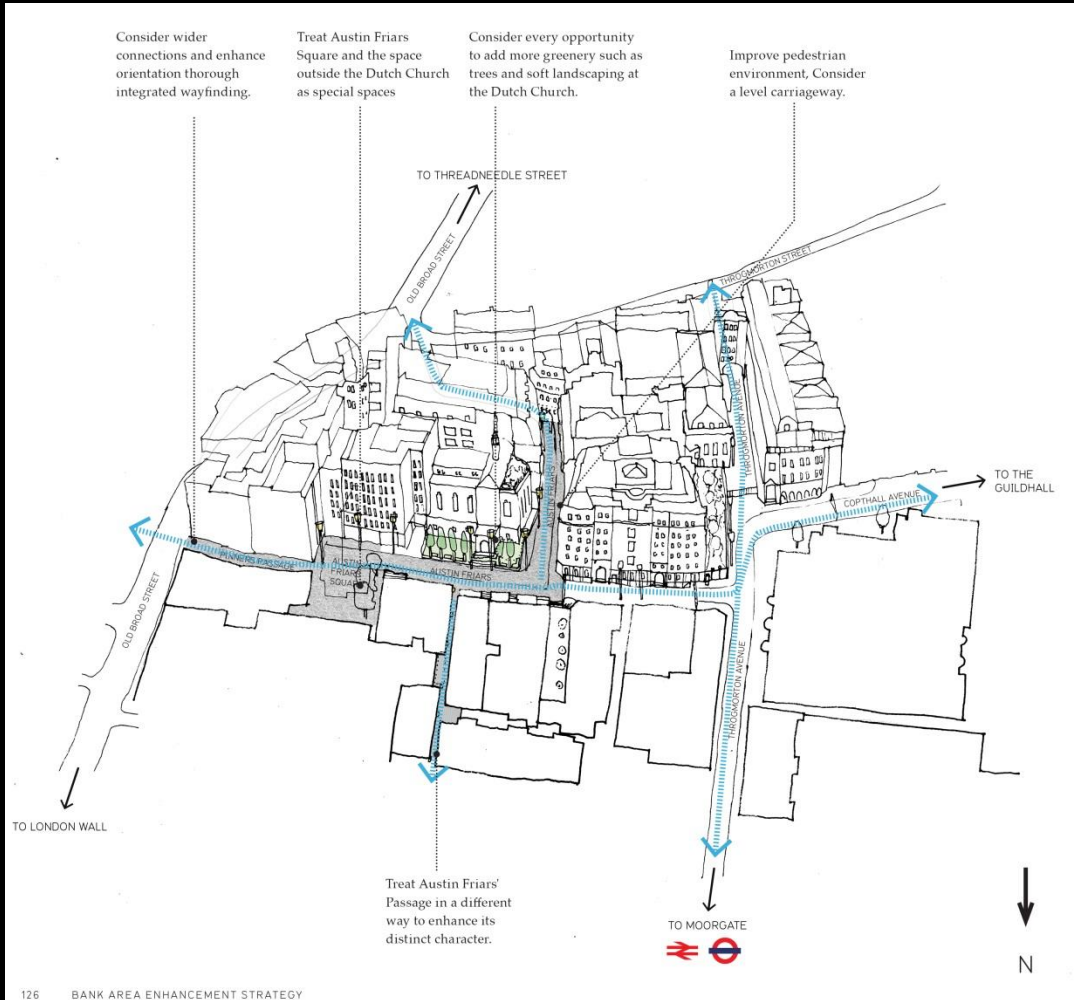 Consider wider
connections and enhance
orientation thorough
integrated wayfinding.
Treat Austin Friars
Square and the space
outside the Dutch Church
as special spaces
Consider every opportunity
to add more greenery such as
trees and soft landscaping at
the Dutch Church.
Improve pedestrian
environment, Consider
a level carriageway.
TO THREADNEEDLE STREET
OLD BROAD STREET
THROGMORTON STREET
THROGMORTON AVENUE
TO THE
GUILDHALL
COPTHALL AVENUE
AUSTIN FRIARS
PINNERS PASSAGE
AUSTIN
FRIARS
SQUARE
AUSTIN FRIARS
OLD BROAD STREET
THROGMORTON AVENUE
TO LONDON WALL
Treat Austin Friars'
Passage in a different
way to enhance its
distinct character.
TO MOORGATE
N
126 BANK AREA ENHANCEMENT STRATEGY